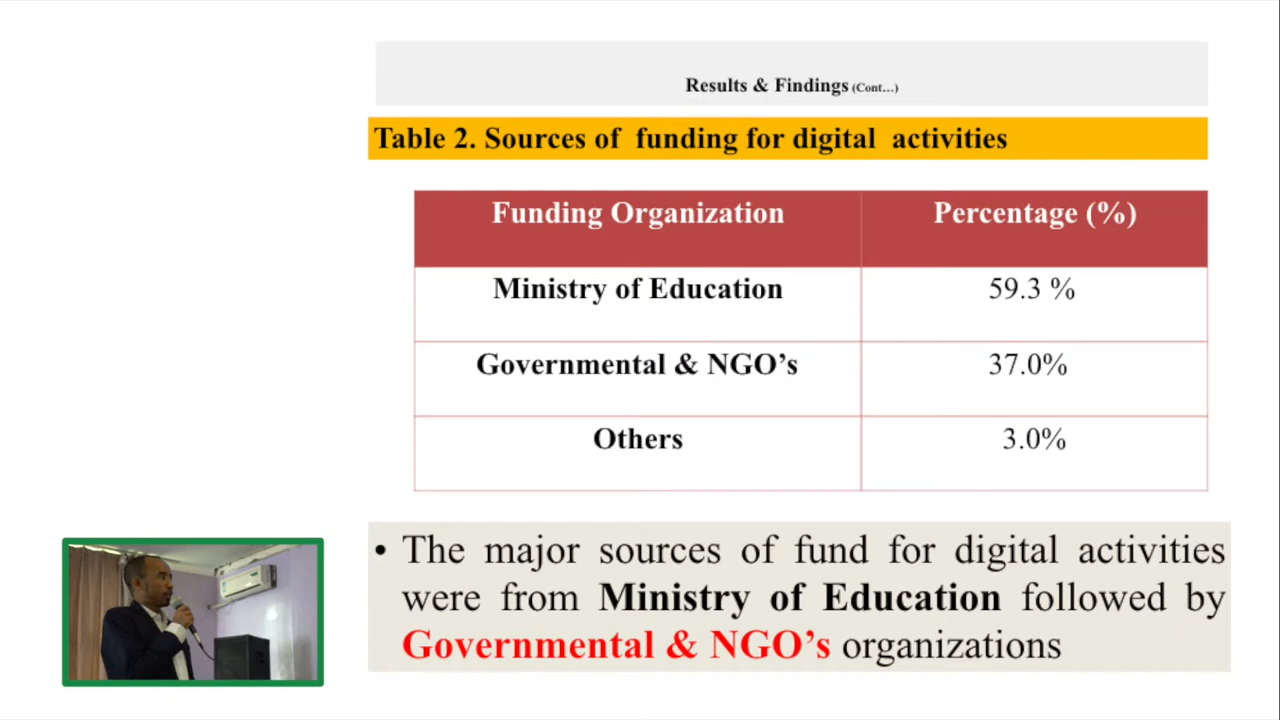 Results & Findings (Cont...)
Table 2. Sources of funding for digital activities
Funding Organization Percentage (%)
Ministry of Education 59.3 %
Governmental & NGO’s 37.0%
Others 3.0%
• The major sources of fund for digital activities
were from Ministry of Education followed by
Governmental & NGO’s organizations